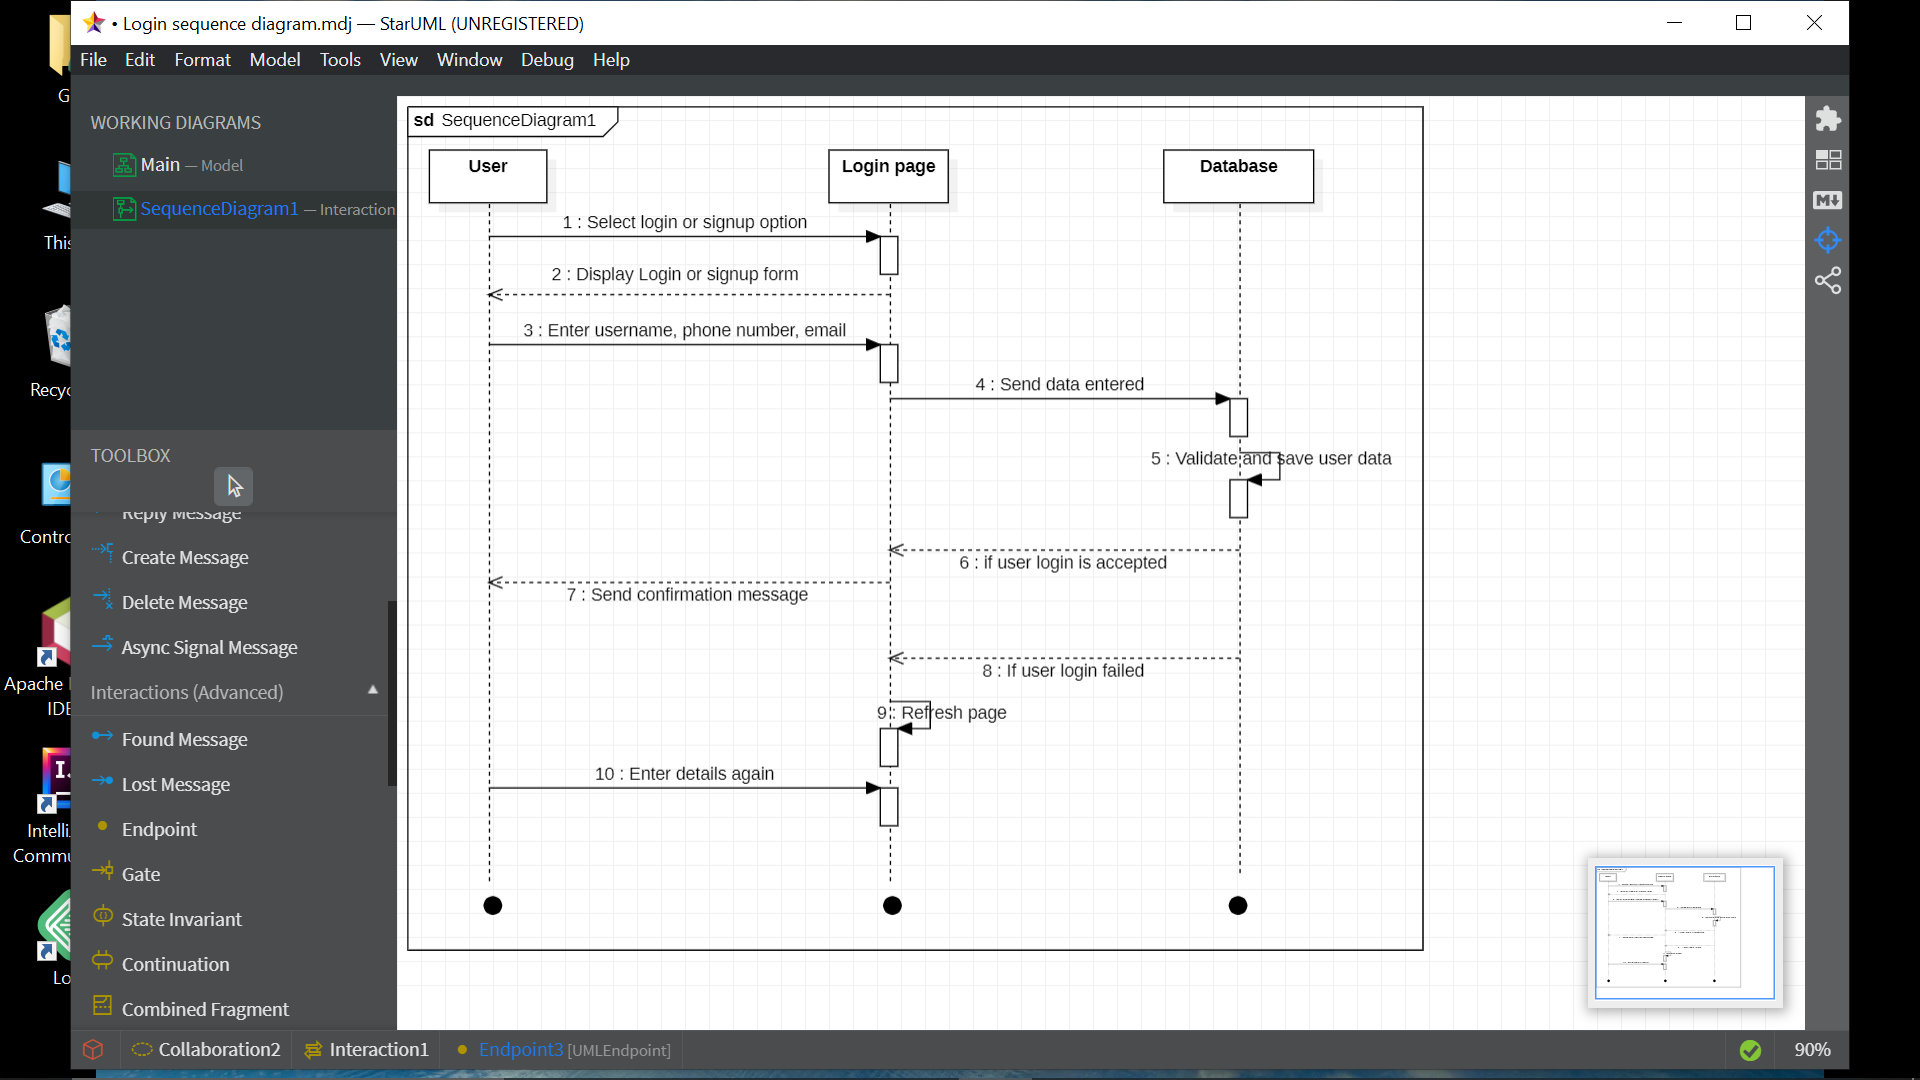 • Login sequence diagram.mdj — StarUML (UNREGISTERED)
File Edit Format Model Tools View Window Debug Help
WORKING DIAGRAMS
Main — Model
SequenceDiagram1 — Interaction
TOOLBOX
Reply Message
Create Message
Delete Message
Async Signal Message
Interactions (Advanced)
Found Message
Lost Message
Endpoint
Gate
State Invariant
Continuation
Combined Fragment
sd SequenceDiagram1
User
Login page
Database
1 : Select login or signup option
2 : Display Login or signup form
3 : Enter username, phone number, email
4 : Send data entered
5 : Validate and save user data
6 : if user login is accepted
7 : Send confirmation message
8 : If user login failed
9 : Refresh page
10 : Enter details again
Collaboration2
Interaction1
Endpoint3 [UMLEndpoint]
90%
G
This
Recyc
Contro
Apache
IDE
Intelli
Commu
Lo
M